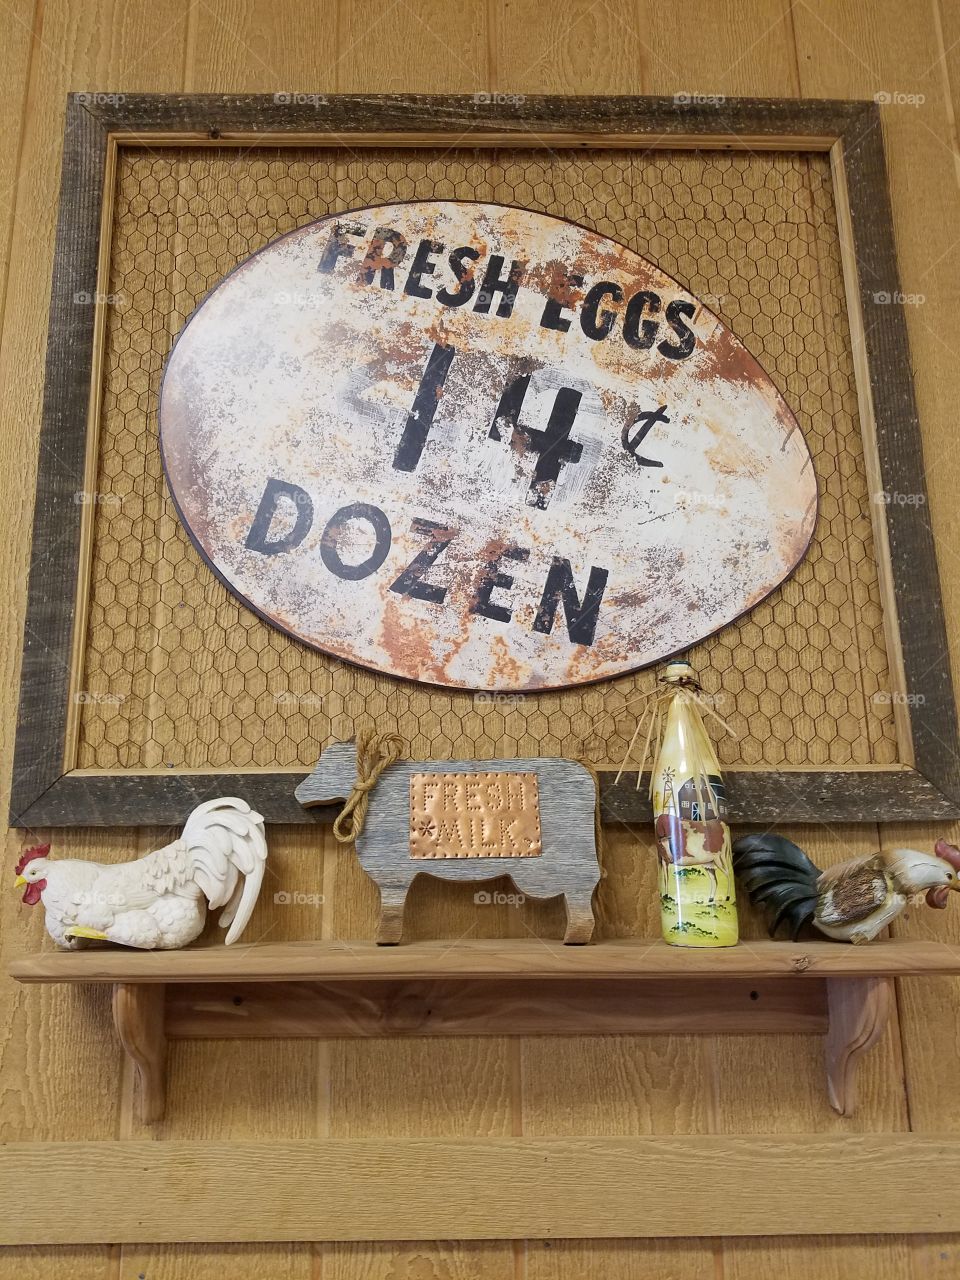 FRESH EGGS
14¢
DOZEN
FRESH
*MILK.